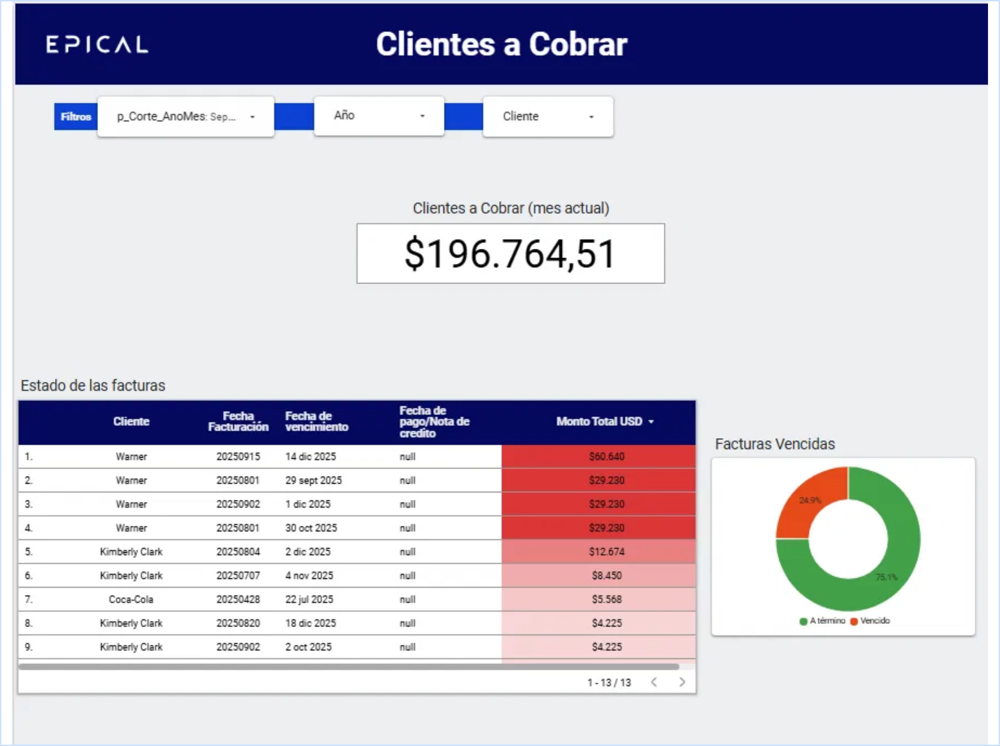 EPICAL
Clientes a Cobrar
Filtros
p_Corte_AnoMes: Sep...
Año
Cliente
Clientes a Cobrar (mes actual)
$196.764,51
Estado de las facturas
Cliente Fecha Facturación Fecha de vencimiento Fecha de pago/Nota de credito Monto Total USD
1. Warner 20250915 14 dic 2025 null $60.640
2. Warner 20250801 29 sept 2025 null $29.230
3. Warner 20250902 1 dic 2025 null $29.230
4. Warner 20250801 30 oct 2025 null $29.230
5. Kimberly Clark 20250804 2 dic 2025 null $12.674
6. Kimberly Clark 20250707 4 nov 2025 null $8.450
7. Coca-Cola 20250428 22 jul 2025 null $5.568
8. Kimberly Clark 20250820 18 dic 2025 null $4.225
9. Kimberly Clark 20250902 2 oct 2025 null $4.225
1 - 13 / 13
Facturas Vencidas
24.9%
75.1%
A término Vencido